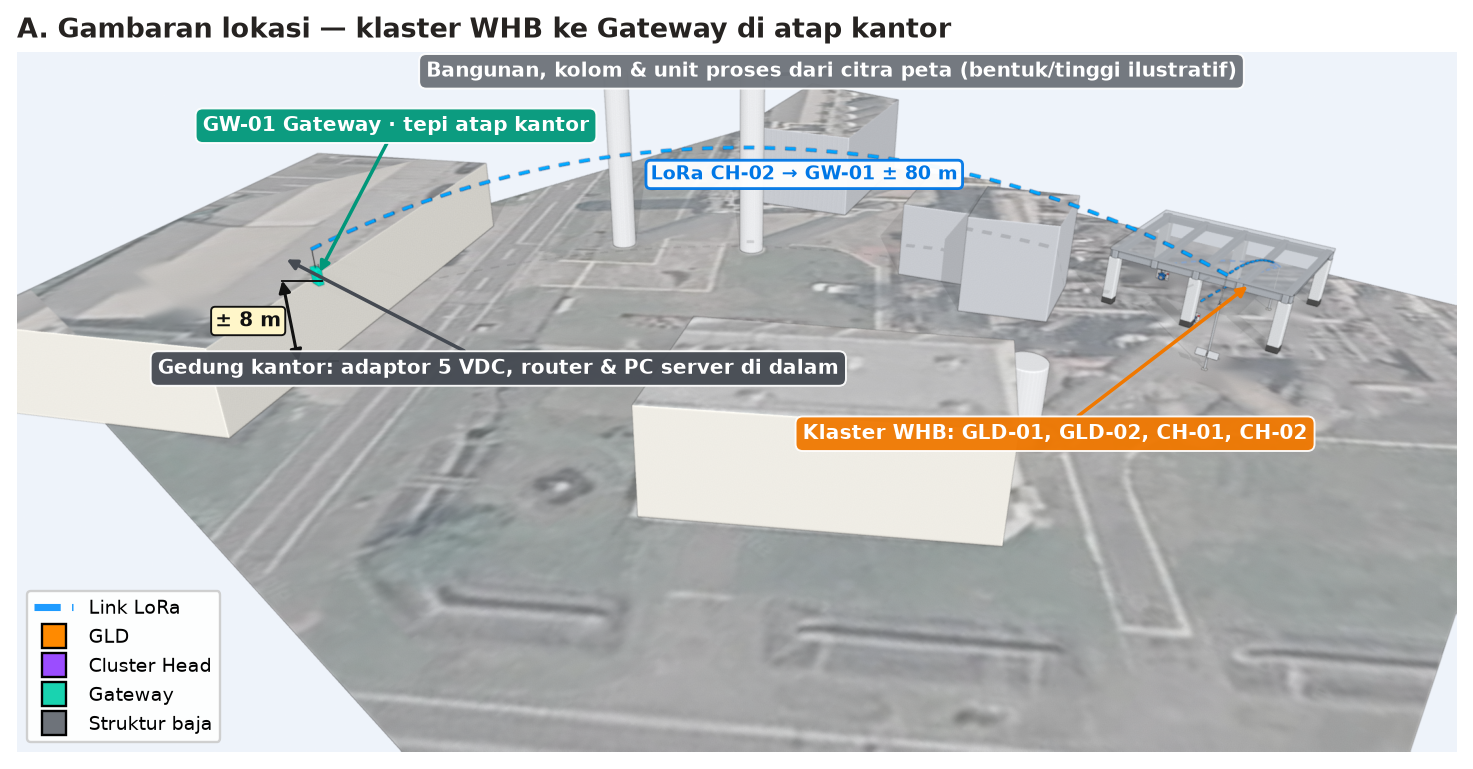 A. Gambaran lokasi — klaster WHB ke Gateway di atap kantor
Bangunan, kolom & unit proses dari citra peta (bentuk/tinggi ilustratif)
GW-01 Gateway · tepi atap kantor
LoRa CH-02 → GW-01 ± 80 m
± 8 m
Gedung kantor: adaptor 5 VDC, router & PC server di dalam
Klaster WHB: GLD-01, GLD-02, CH-01, CH-02
Link LoRa
GLD
Cluster Head
Gateway
Struktur baja